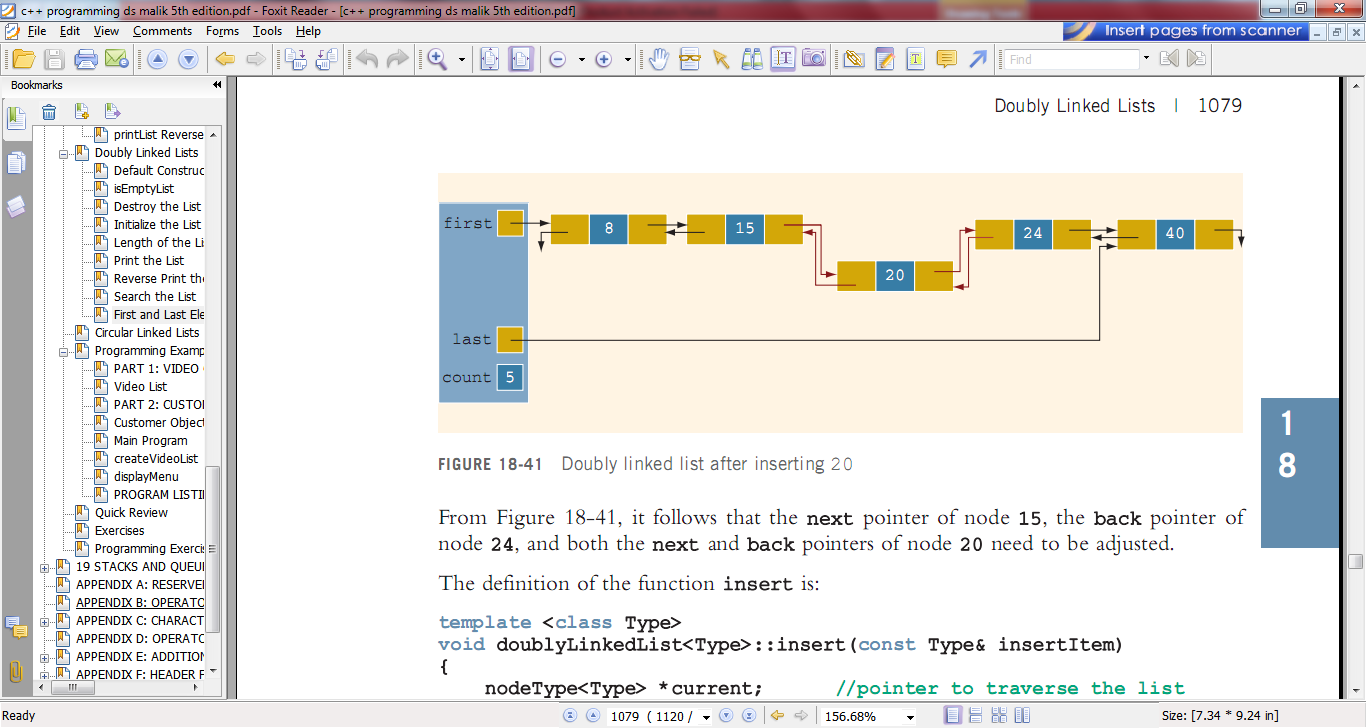 c++ programming ds malik 5th edition.pdf - Foxit Reader - [c++ programming ds malik 5th edition.pdf]
File Edit View Comments Forms Tools Help
Insert pages from scanner
Find
Bookmarks
printList Reverse
Doubly Linked Lists
Default Construc
isEmptyList
Destroy the List
Initialize the List
Length of the Li
Print the List
Reverse Print the
Search the List
First and Last Ele
Circular Linked Lists
Programming Examp
PART 1: VIDEO
Video List
PART 2: CUSTO
Customer Object
Main Program
createVideoList
displayMenu
PROGRAM LISTI
Quick Review
Exercises
Programming Exercis
19 STACKS AND QUEU
APPENDIX A: RESERVE
APPENDIX B: OPERATO
APPENDIX C: CHARACT
APPENDIX D: OPERATO
APPENDIX E: ADDITION
APPENDIX F: HEADER F
Doubly Linked Lists | 1079
first 8 15 24 40
20
last
count 5
1
8
FIGURE 18-41 Doubly linked list after inserting 20
From Figure 18-41, it follows that the next pointer of node 15, the back pointer of
node 24, and both the next and back pointers of node 20 need to be adjusted.
The definition of the function insert is:
template <class Type>
void doublyLinkedList<Type>::insert(const Type& insertItem)
{
nodeType<Type> *current; //pointer to traverse the list
Ready
1079 ( 1120 /
156.68%
Size: [7.34 * 9.24 in]